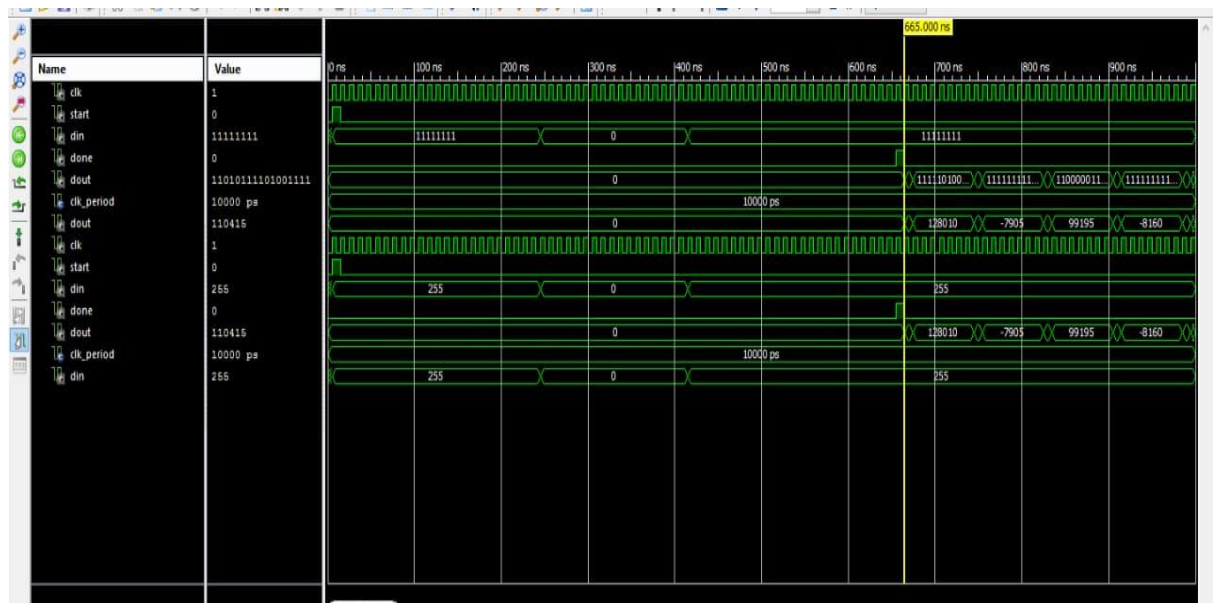 665.000 ns
Name Value 0 ns 100 ns 200 ns 300 ns 400 ns 500 ns 600 ns 700 ns 800 ns 900 ns
clk 1
start 0
din 11111111 11111111 0 11111111
done 0
dout 11010111101001111 0 111110100... 111111111... 110000011... 111111111...
clk_period 10000 ps 10000 ps
dout 110415 0 128010 -7905 99195 -8160
clk 1
start 0
din 255 255 0 255
done 0
dout 110415 0 128010 -7905 99195 -8160
clk_period 10000 ps 10000 ps
din 255 255 0 255